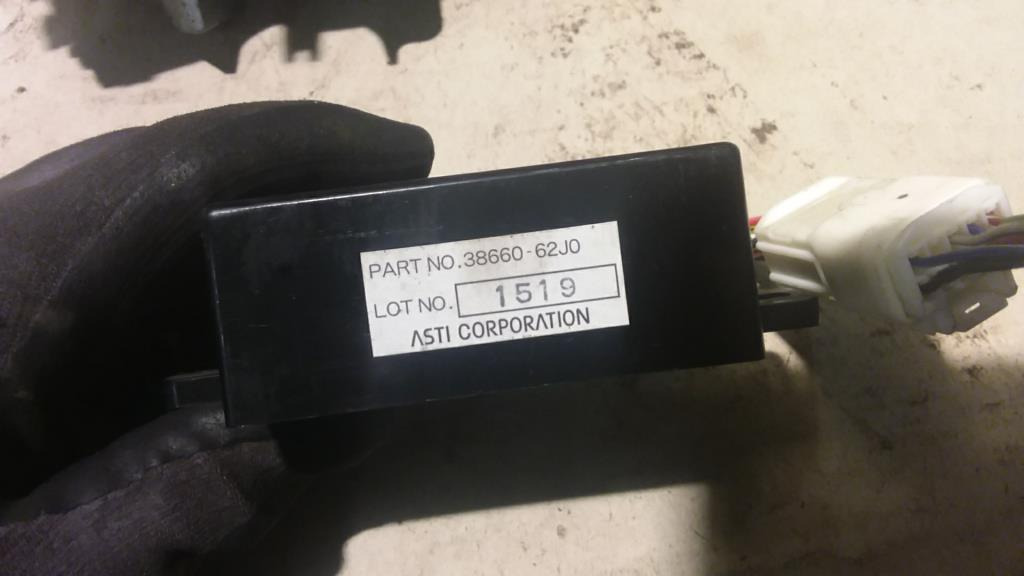 PART NO.38660-62J0
LOT NO. 1519
ASTI CORPORATION